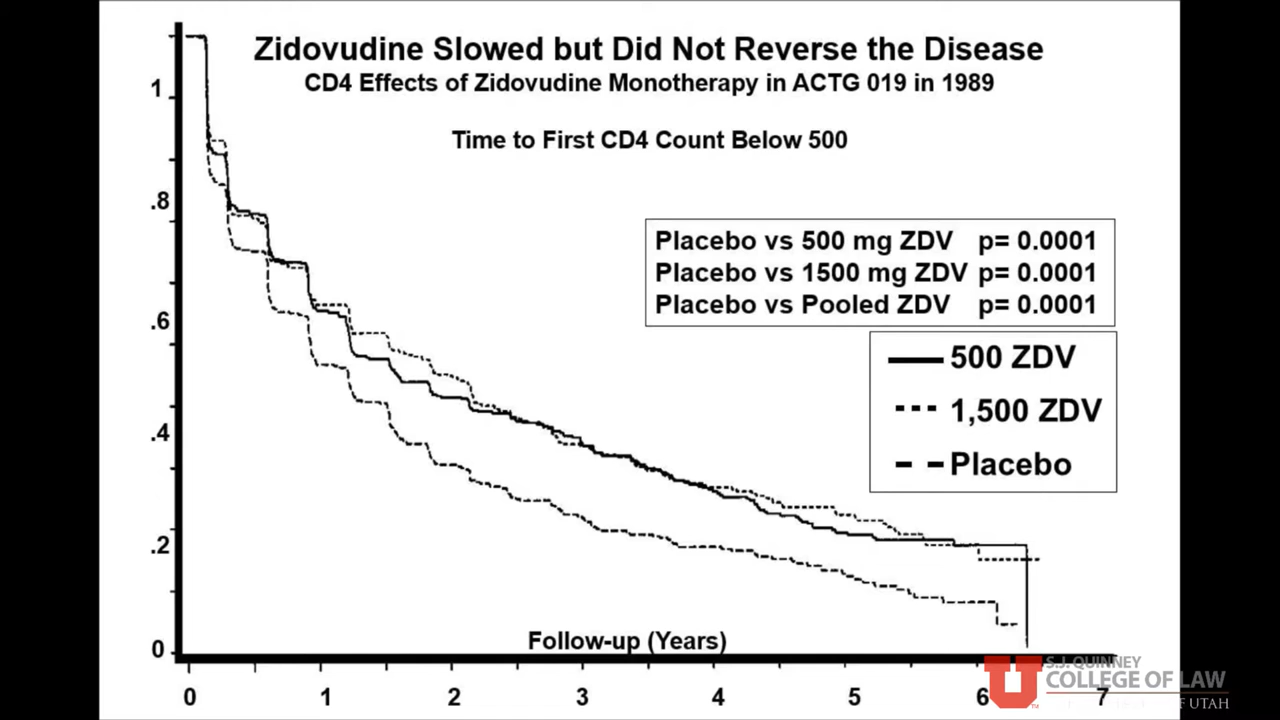 Zidovudine Slowed but Did Not Reverse the Disease
CD4 Effects of Zidovudine Monotherapy in ACTG 019 in 1989
Time to First CD4 Count Below 500
1
.8
.6
.4
.2
0
Placebo vs 500 mg ZDV p= 0.0001
Placebo vs 1500 mg ZDV p= 0.0001
Placebo vs Pooled ZDV p= 0.0001
500 ZDV
1,500 ZDV
Placebo
Follow-up (Years)
0 1 2 3 4 5 6 7
S.J. QUINNEY
COLLEGE OF LAW
OF UTAH